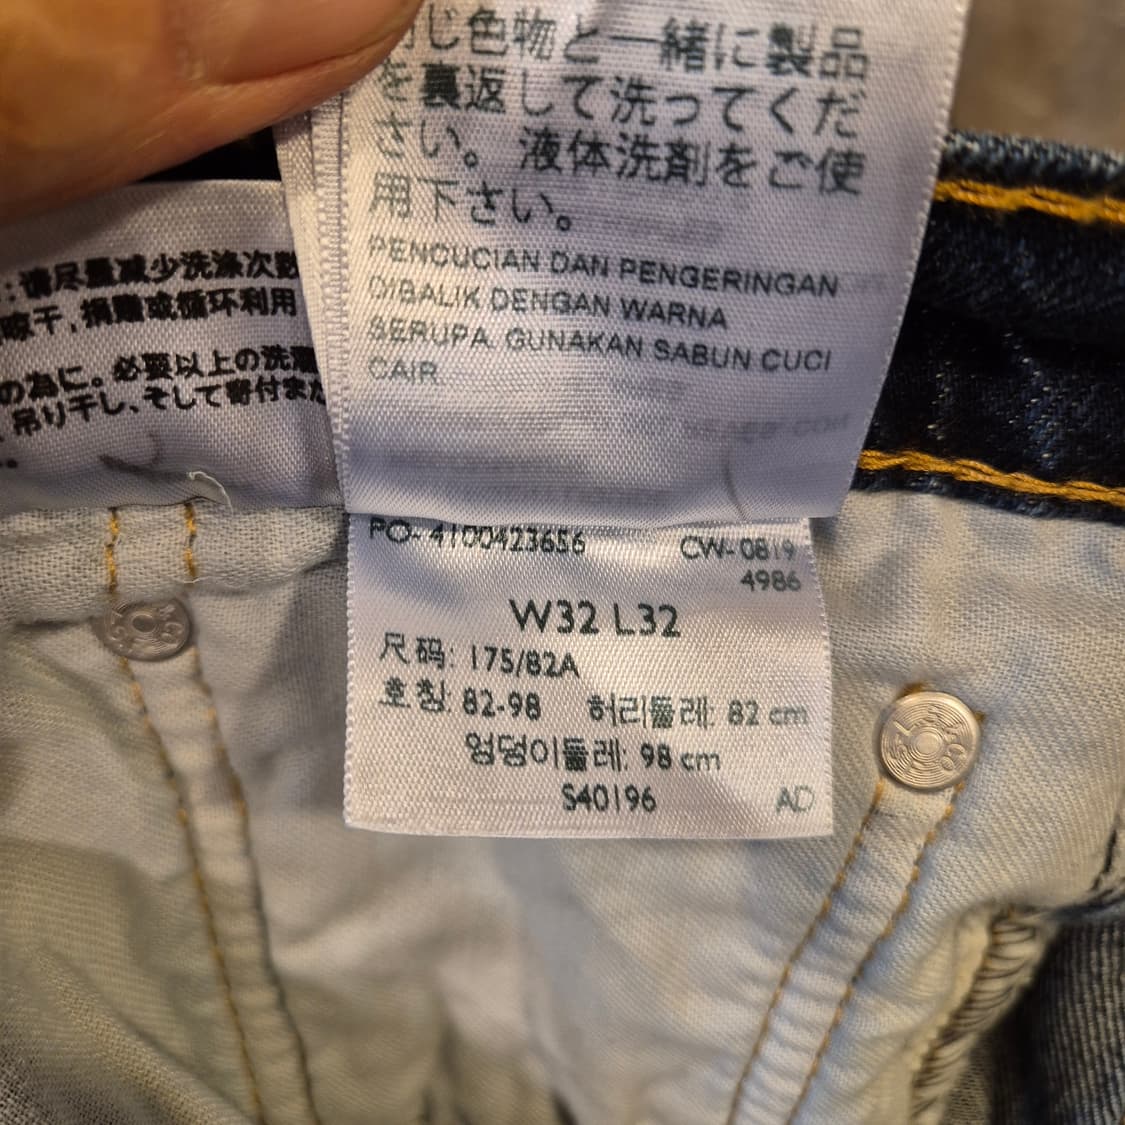 同じ色物と一緒に製品
を裏返して洗ってくだ
さい。 液体洗剤をご使
用下さい。
PENCUCIAN DAN PENGERINGAN
DIBALIK DENGAN WARNA
SERUPA. GUNAKAN SABUN CUCI
CAIR.
:请尽量减少洗涤次数
晾干,捐赠或循环利用
の為に。必要以上の洗濯
吊り干し、そして寄付また
PO- 4100423656 CW- 0819
4986
W32 L32
尺码: 175/82A
호칭 82-98 허리둘레: 82 cm
엉덩이둘레: 98 cm
S40196 AD